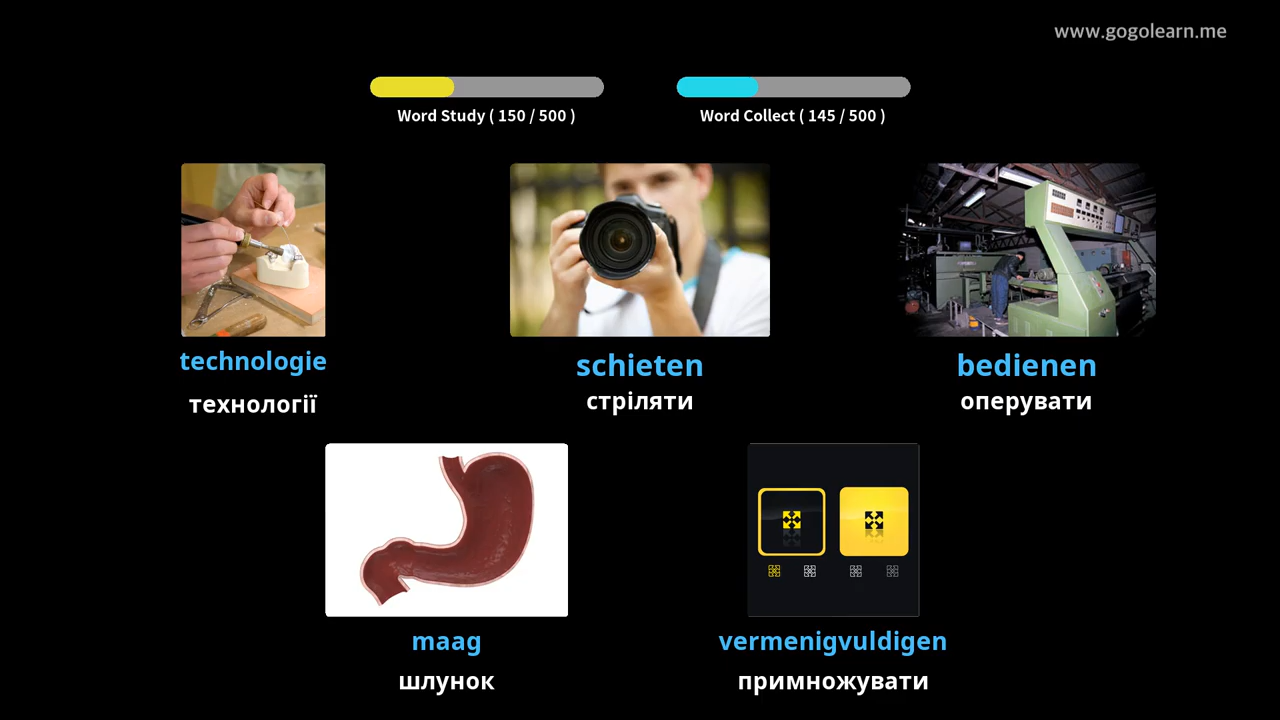 www.gogolearn.me
Word Study ( 150 / 500 )
Word Collect ( 145 / 500 )
technologie
технології
schieten
стріляти
bedienen
оперувати
maag
шлунок
vermenigvuldigen
примножувати